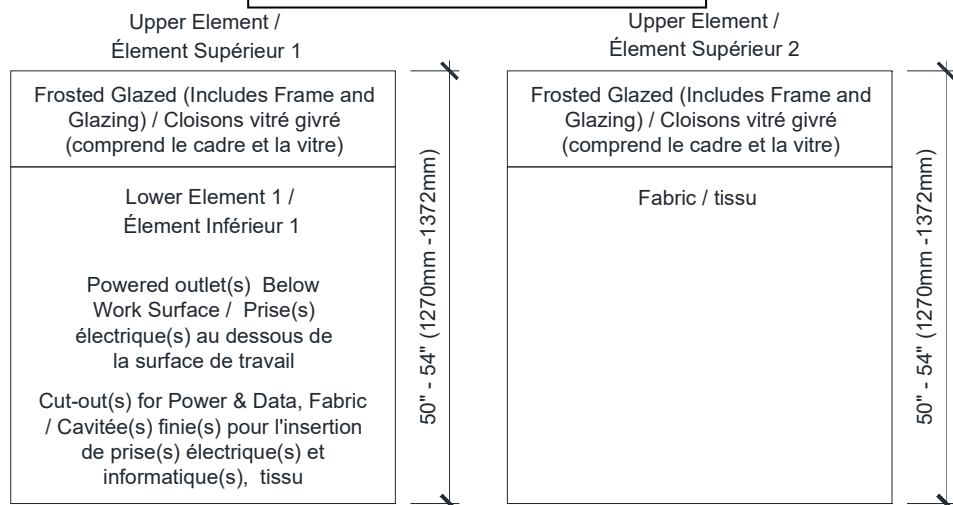 Upper Element /
Élement Supérieur 1
Frosted Glazed (Includes Frame and
Glazing) / Cloisons vitré givré
(comprend le cadre et la vitre)
Lower Element 1 /
Élement Inférieur 1
Powered outlet(s) Below
Work Surface / Prise(s)
électrique(s) au dessous de
la surface de travail
Cut-out(s) for Power & Data, Fabric
/ Cavitée(s) finie(s) pour l'insertion
de prise(s) électrique(s) et
informatique(s), tissu
50" - 54" (1270mm -1372mm)
Upper Element /
Élement Supérieur 2
Frosted Glazed (Includes Frame and
Glazing) / Cloisons vitré givré
(comprend le cadre et la vitre)
Fabric / tissu
50" - 54" (1270mm -1372mm)